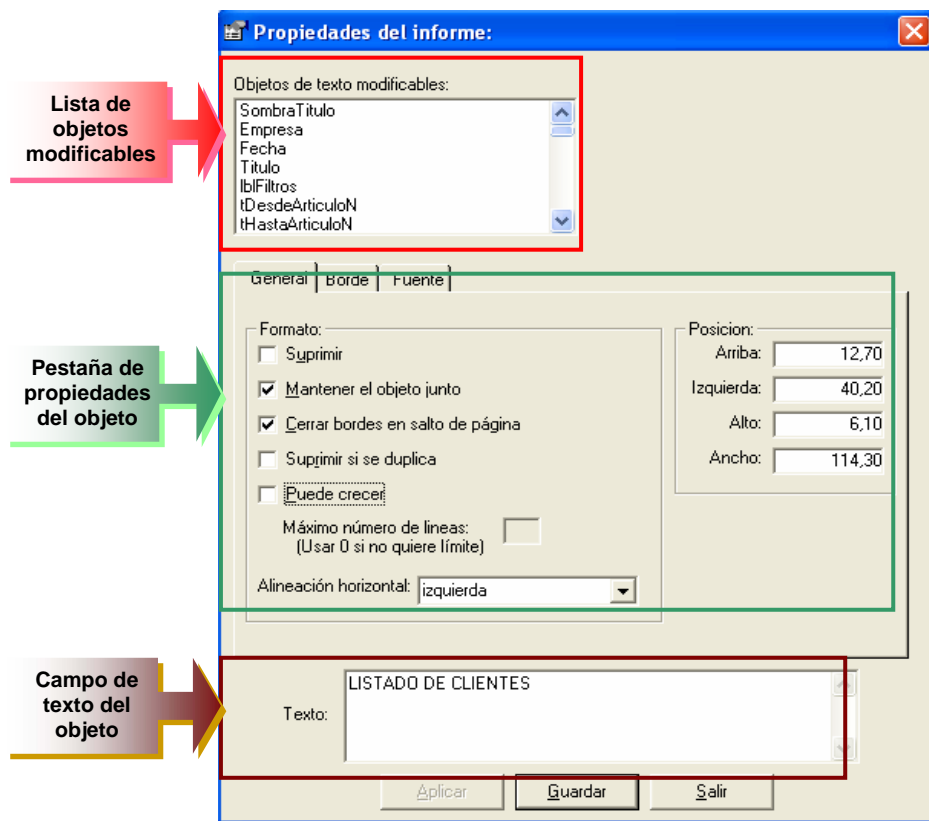 Propiedades del informe:
Lista de
objetos
modificables
Objetos de texto modificables:
SombraTitulo
Empresa
Fecha
Titulo
lblFiltros
tDesdeArticuloN
tHastaArticuloN
Pestaña de
propiedades
del objeto
General Borde Fuente
Formato:
Suprimir
Mantener el objeto junto
Cerrar bordes en salto de página
Suprimir si se duplica
Puede crecer
Máximo número de lineas:
(Usar 0 si no quiere límite)
Alineación horizontal: izquierda
Posicion:
Arriba: 12,70
Izquierda: 40,20
Alto: 6,10
Ancho: 114,30
Campo de
texto del
objeto
Texto: LISTADO DE CLIENTES
Aplicar Guardar Salir